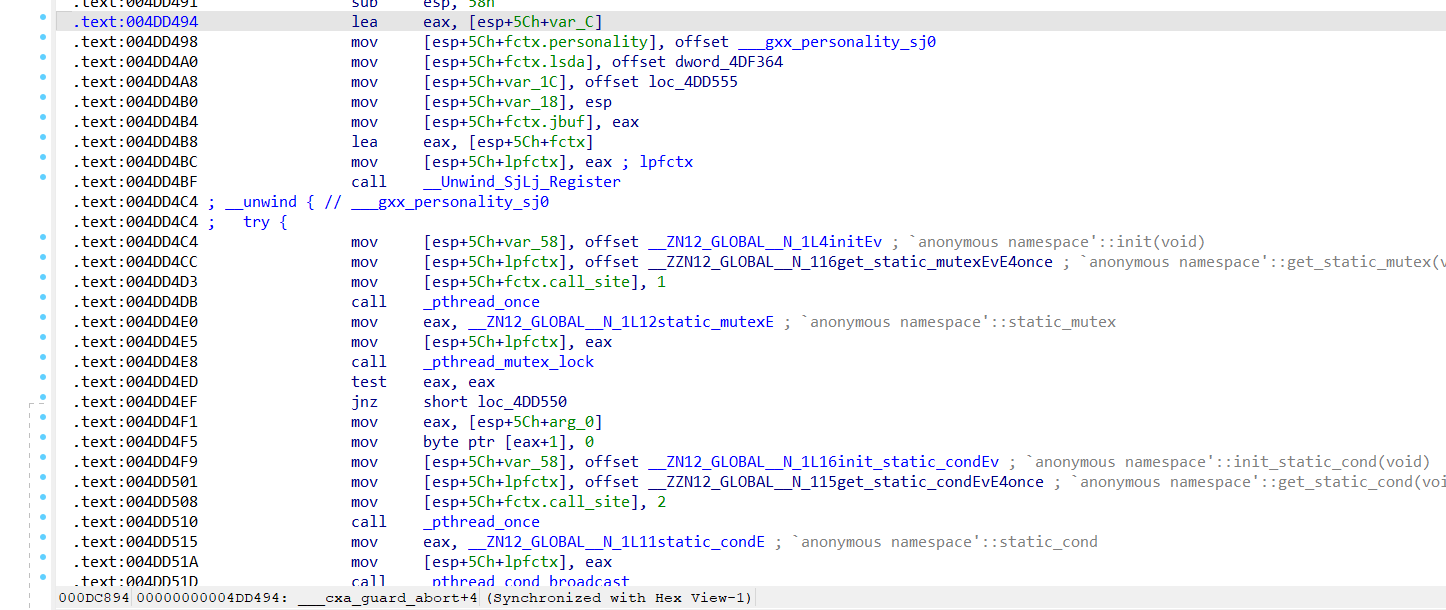 .text:004DD491 sub esp, 58h
.text:004DD494 lea eax, [esp+5Ch+var_C]
.text:004DD498 mov [esp+5Ch+fctx.personality], offset ___gxx_personality_sj0
.text:004DD4A0 mov [esp+5Ch+fctx.lsda], offset dword_4DF364
.text:004DD4A8 mov [esp+5Ch+var_1C], offset loc_4DD555
.text:004DD4B0 mov [esp+5Ch+var_18], esp
.text:004DD4B4 mov [esp+5Ch+fctx.jbuf], eax
.text:004DD4B8 lea eax, [esp+5Ch+fctx]
.text:004DD4BC mov [esp+5Ch+lpfctx], eax ; lpfctx
.text:004DD4BF call __Unwind_SjLj_Register
.text:004DD4C4 ; __unwind { // ___gxx_personality_sj0
.text:004DD4C4 ; try {
.text:004DD4C4 mov [esp+5Ch+var_58], offset __ZN12_GLOBAL__N_1L4initEv ; `anonymous namespace'::init(void)
.text:004DD4CC mov [esp+5Ch+lpfctx], offset __ZZN12_GLOBAL__N_116get_static_mutexEvE4once ; `anonymous namespace'::get_static_mutex(v
.text:004DD4D3 mov [esp+5Ch+fctx.call_site], 1
.text:004DD4DB call _pthread_once
.text:004DD4E0 mov eax, __ZN12_GLOBAL__N_1L12static_mutexE ; `anonymous namespace'::static_mutex
.text:004DD4E5 mov [esp+5Ch+lpfctx], eax
.text:004DD4E8 call _pthread_mutex_lock
.text:004DD4ED test eax, eax
.text:004DD4EF jnz short loc_4DD550
.text:004DD4F1 mov eax, [esp+5Ch+arg_0]
.text:004DD4F5 mov byte ptr [eax+1], 0
.text:004DD4F9 mov [esp+5Ch+var_58], offset __ZN12_GLOBAL__N_1L16init_static_condEv ; `anonymous namespace'::init_static_cond(void)
.text:004DD501 mov [esp+5Ch+lpfctx], offset __ZZN12_GLOBAL__N_115get_static_condEvE4once ; `anonymous namespace'::get_static_cond(voi
.text:004DD508 mov [esp+5Ch+fctx.call_site], 2
.text:004DD510 call _pthread_once
.text:004DD515 mov eax, __ZN12_GLOBAL__N_1L11static_condE ; `anonymous namespace'::static_cond
.text:004DD51A mov [esp+5Ch+lpfctx], eax
.text:004DD51D call _pthread_cond_broadcast
000DC894 00000000004DD494: ___cxa_guard_abort+4 (Synchronized with Hex View-1)